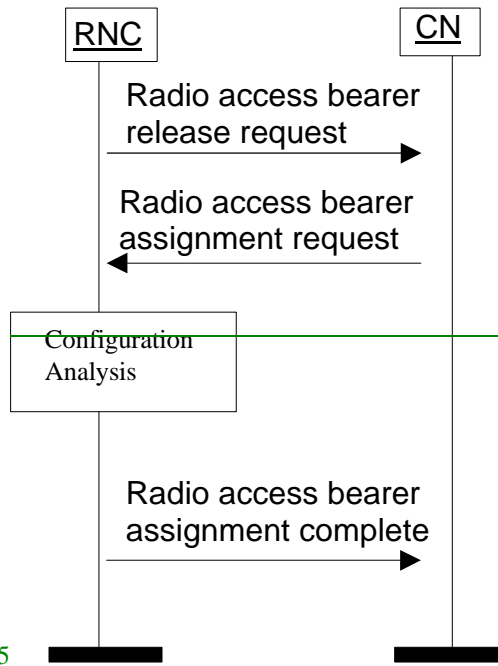 RNC
CN
Radio access bearer
release request
Radio access bearer
assignment request
Configuration
Analysis
Radio access bearer
assignment complete
5